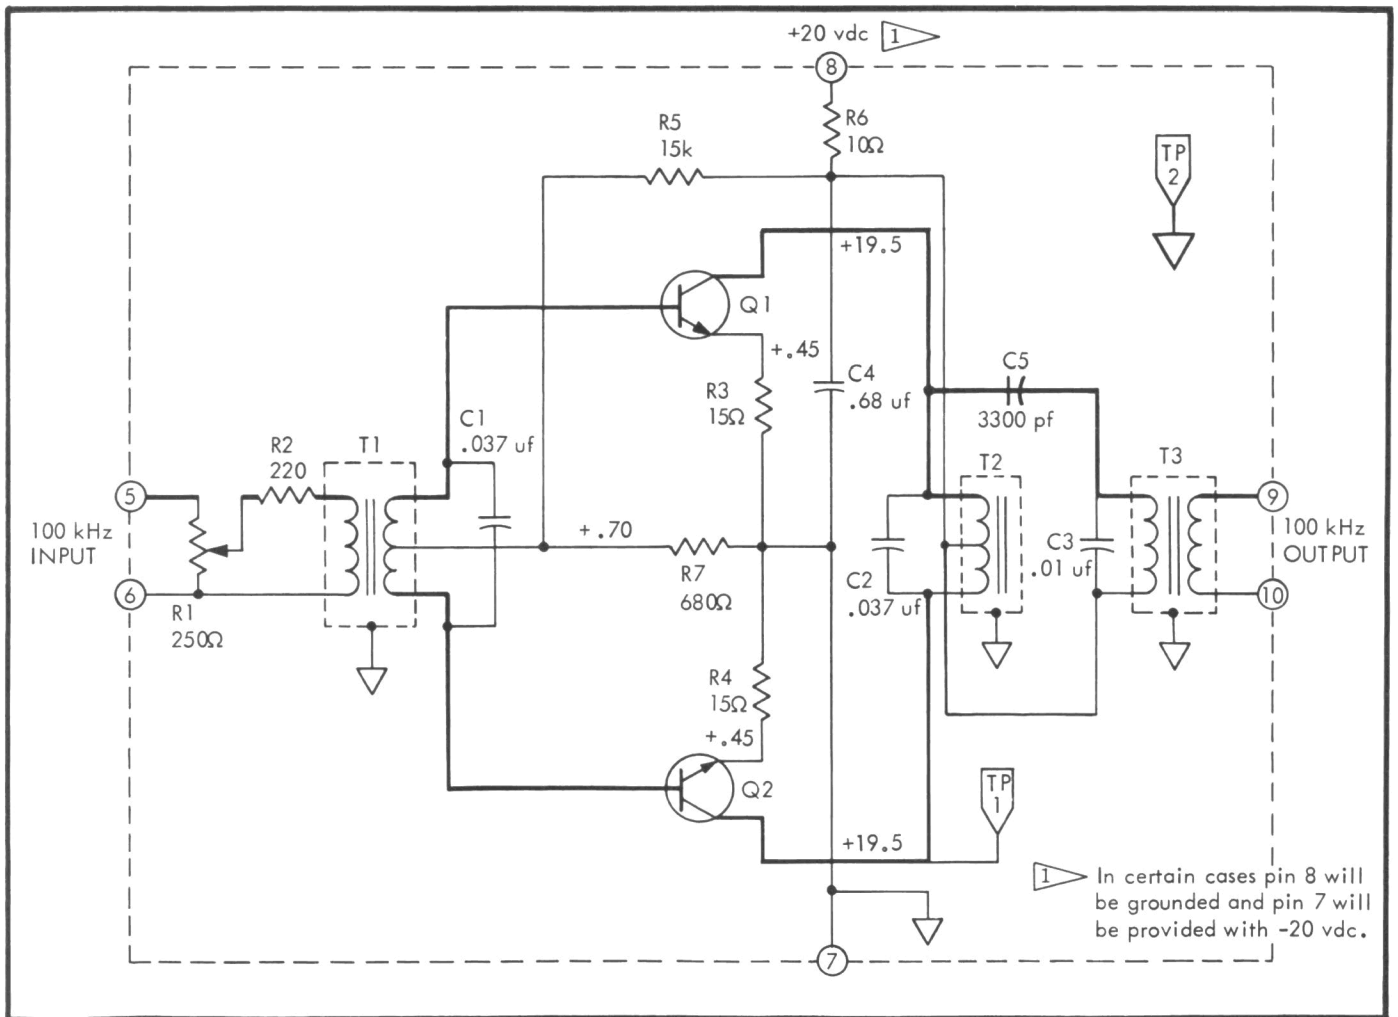 +20 vdc 1
8
R6
10Ω
R5
15k
TP
2
+19.5
Q1
+.45
C4
.68 uf
C5
3300 pf
R3
15Ω
C1
.037 uf
R2
220
T1
T2
T3
5
9
100 kHz
INPUT
100 kHz
OUTPUT
+.70
R7
680Ω
C2
.037 uf
C3
.01 uf
6
10
R1
250Ω
R4
15Ω
+.45
Q2
TP
1
+19.5
1 In certain cases pin 8 will
be grounded and pin 7 will
be provided with -20 vdc.
7